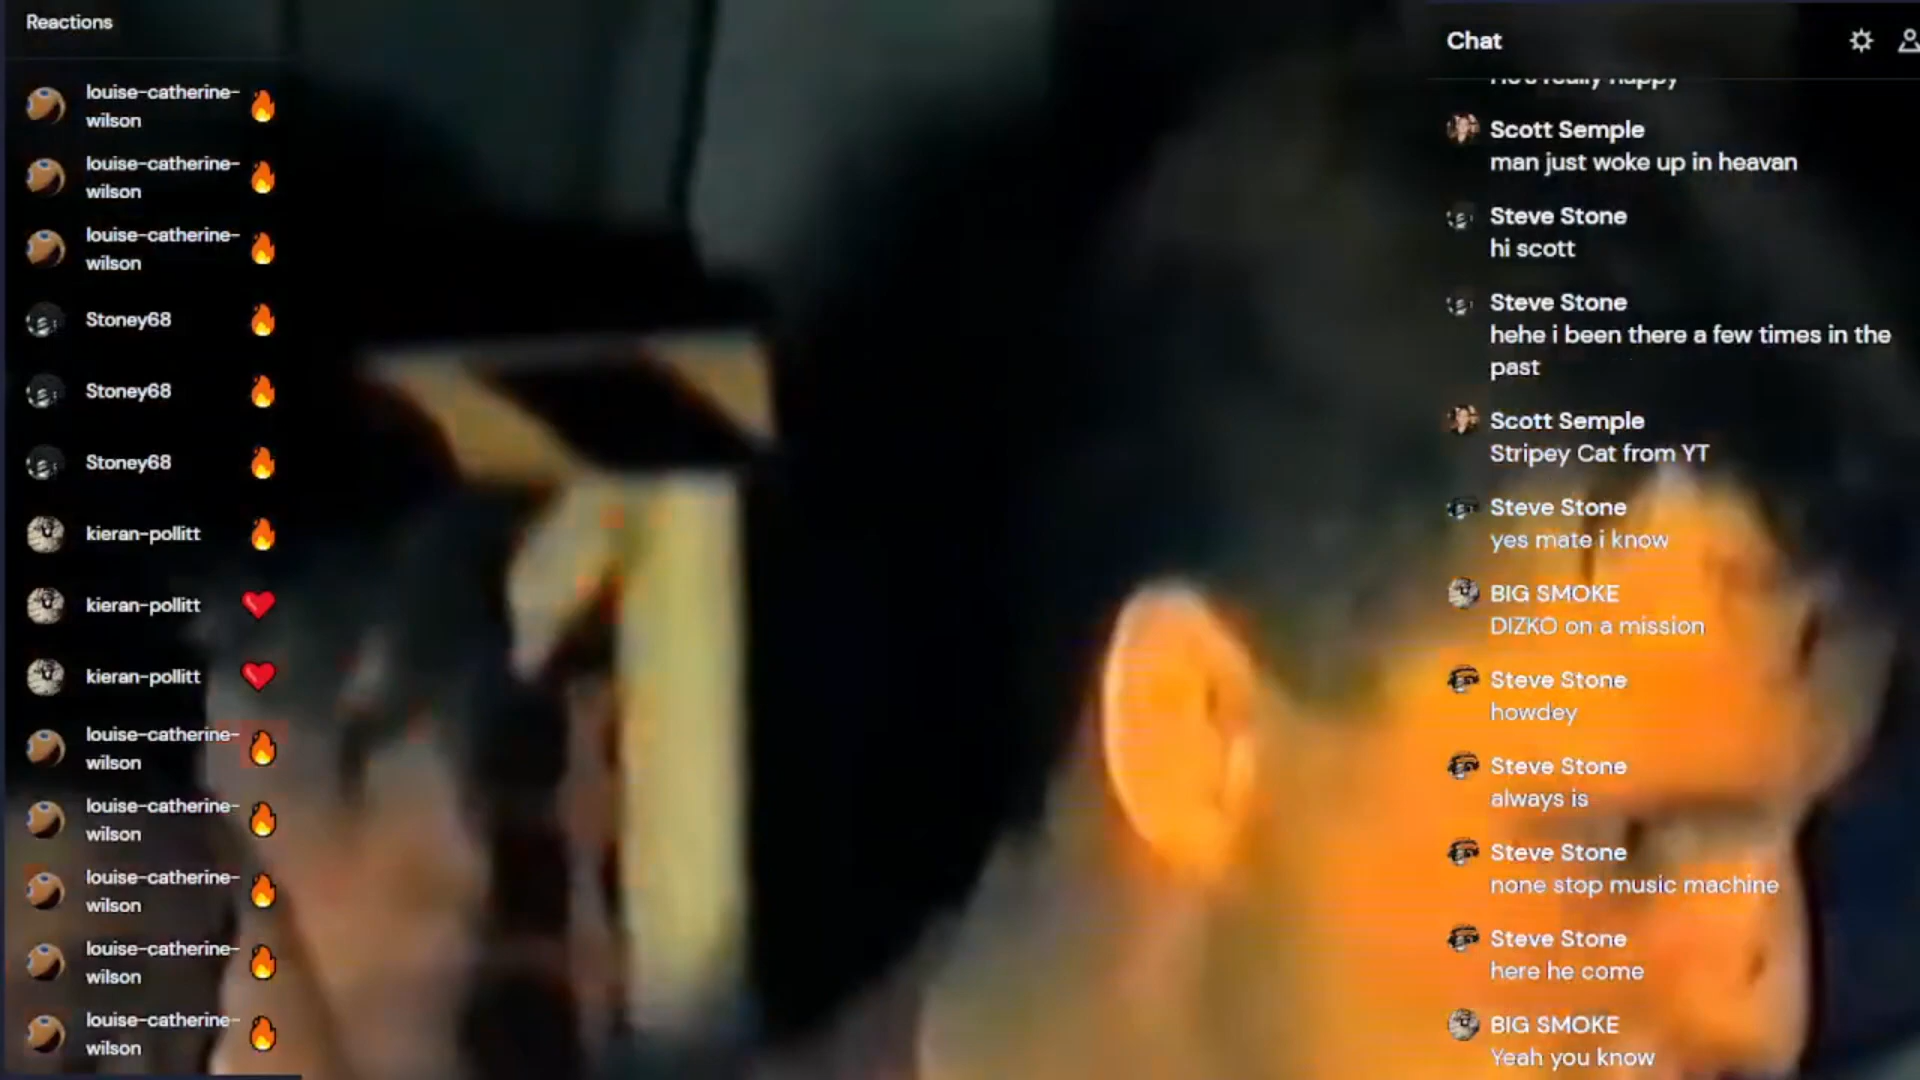 Reactions
louise-catherine-
wilson
louise-catherine-
wilson
louise-catherine-
wilson
Stoney68
Stoney68
Stoney68
kieran-pollitt
kieran-pollitt
kieran-pollitt
louise-catherine-
wilson
louise-catherine-
wilson
louise-catherine-
wilson
louise-catherine-
wilson
louise-catherine-
wilson
Chat
He's really happy
Scott Semple
man just woke up in heavan
Steve Stone
hi scott
Steve Stone
hehe i been there a few times in the
past
Scott Semple
Stripey Cat from YT
Steve Stone
yes mate i know
BIG SMOKE
DIZKO on a mission
Steve Stone
howdey
Steve Stone
always is
Steve Stone
none stop music machine
Steve Stone
here he come
BIG SMOKE
Yeah you know